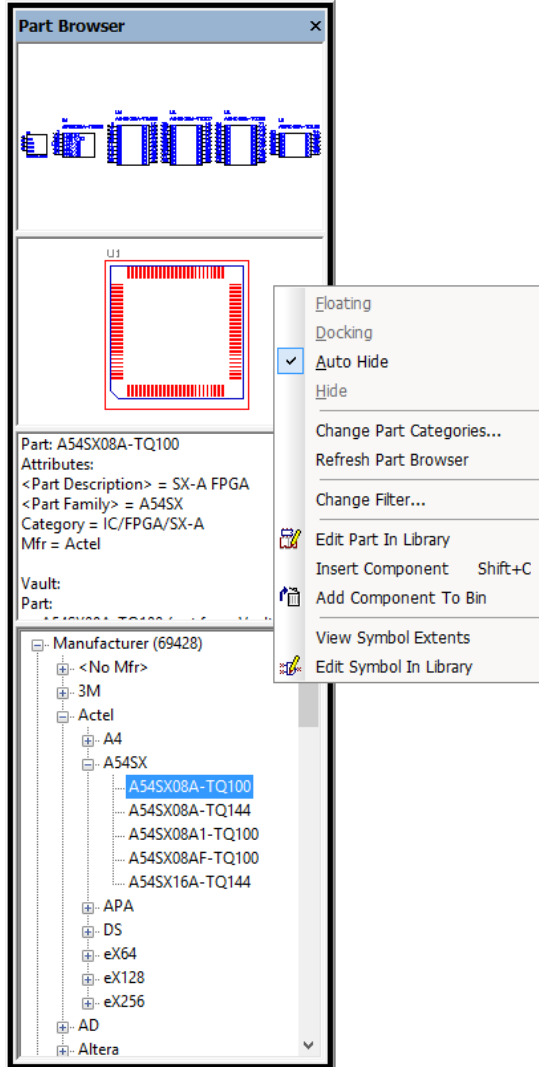 Part Browser
U1
Part: A54SX08A-TQ100
Attributes:
<Part Description> = SX-A FPGA
<Part Family> = A54SX
Category = IC/FPGA/SX-A
Mfr = Actel
Vault:
Part:
Floating
Docking
Auto Hide
Hide
Change Part Categories...
Refresh Part Browser
Change Filter...
Edit Part In Library
Insert Component Shift+C
Add Component To Bin
View Symbol Extents
Edit Symbol In Library
Manufacturer (69428)
<No Mfr>
3M
Actel
A4
A54SX
A54SX08A-TQ100
A54SX08A-TQ144
A54SX08A1-TQ100
A54SX08AF-TQ100
A54SX16A-TQ144
APA
DS
eX64
eX128
eX256
AD
Altera